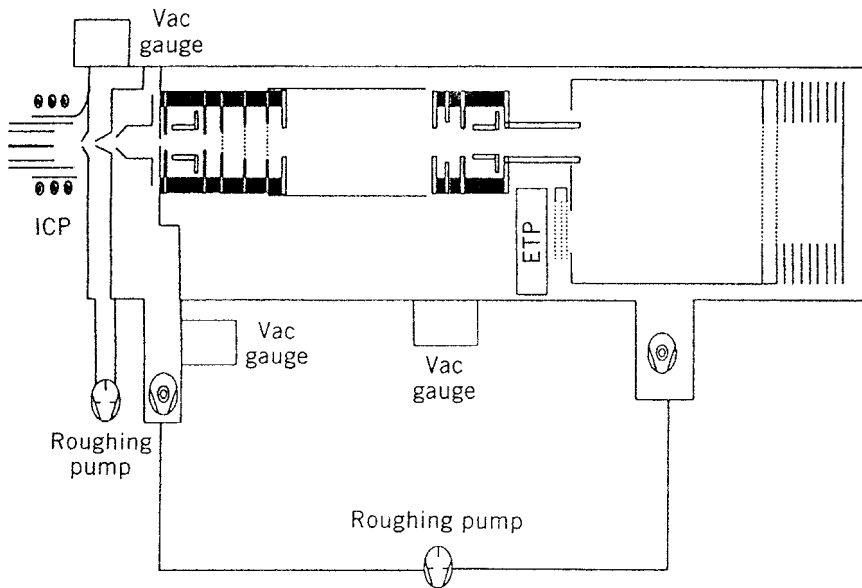 Vac
gauge
ICP
ETP
Vac
gauge
Vac
gauge
Roughing
pump
Roughing pump